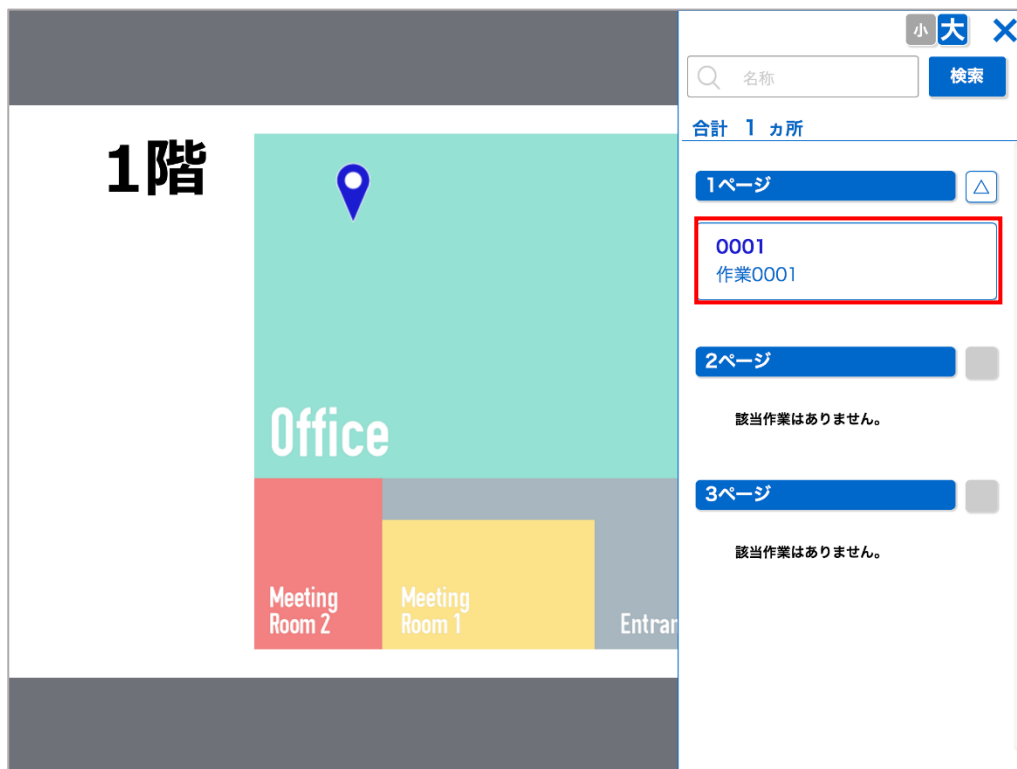 1階
Office
Meeting
Room 2
Meeting
Room 1
Entran
小 大
名称
検索
合計 1 ヵ所
1ページ
0001
作業0001
2ページ
該当作業はありません。
3ページ
該当作業はありません。